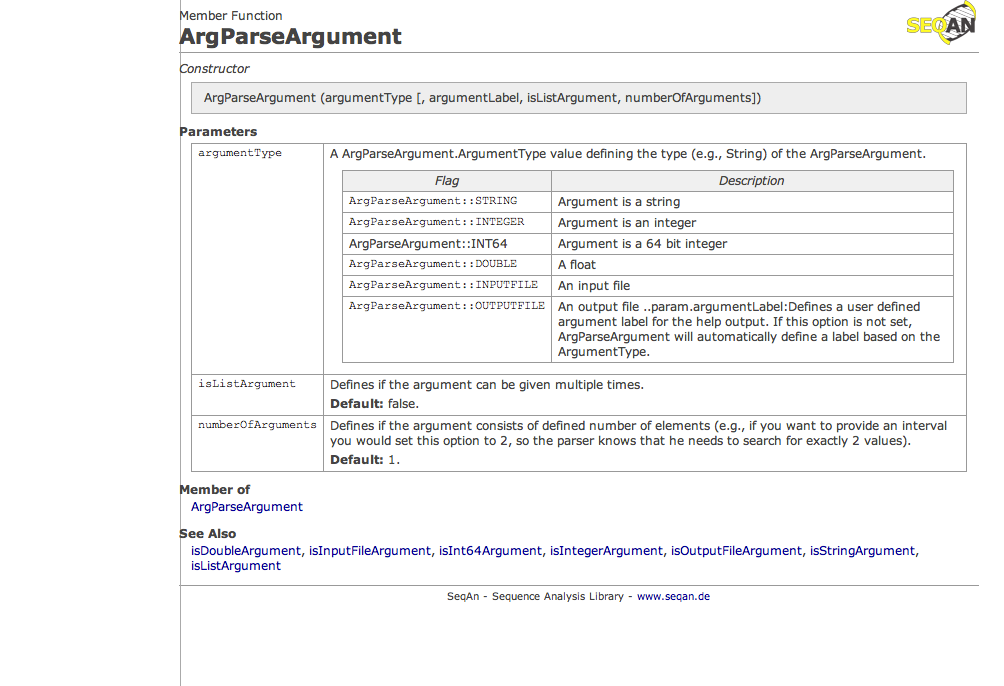 Member Function
ArgParseArgument
SEQAN
Constructor
ArgParseArgument (argumentType [, argumentLabel, isListArgument, numberOfArguments])
Parameters
argumentType
A ArgParseArgument.ArgumentType value defining the type (e.g., String) of the ArgParseArgument.
Flag Description
ArgParseArgument::STRING Argument is a string
ArgParseArgument::INTEGER Argument is an integer
ArgParseArgument::INT64 Argument is a 64 bit integer
ArgParseArgument::DOUBLE A float
ArgParseArgument::INPUTFILE An input file
ArgParseArgument::OUTPUTFILE An output file ..param.argumentLabel:Defines a user defined
argument label for the help output. If this option is not set,
ArgParseArgument will automatically define a label based on the
ArgumentType.
isListArgument Defines if the argument can be given multiple times.
Default: false.
numberOfArguments Defines if the argument consists of defined number of elements (e.g., if you want to provide an interval
you would set this option to 2, so the parser knows that he needs to search for exactly 2 values).
Default: 1.
Member of
ArgParseArgument
See Also
isDoubleArgument, isInputFileArgument, isInt64Argument, isIntegerArgument, isOutputFileArgument, isStringArgument,
isListArgument
SeqAn - Sequence Analysis Library - www.seqan.de